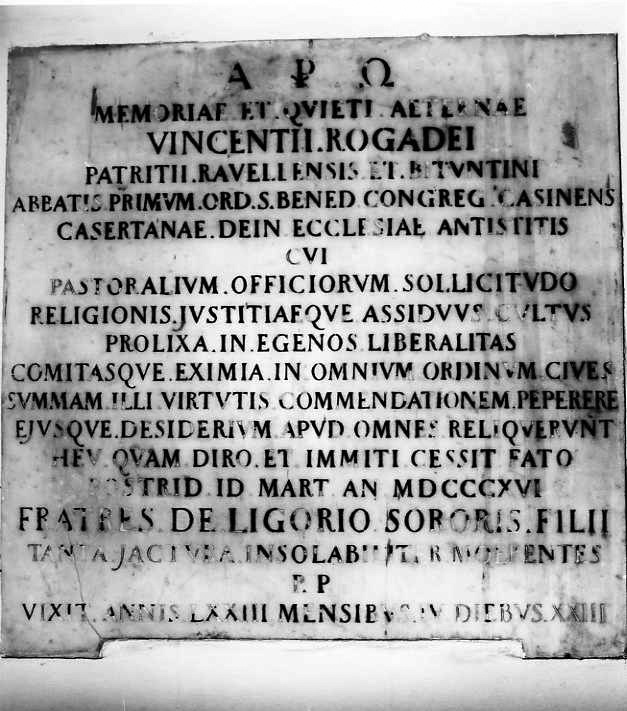 Α ☧ Ω
MEMORIAE ET.QVIETI.AETERNAE
VINCENTII.ROGADEI
PATRITII.RAVELLENSIS.ET.BITVNTINI
ABBATIS.PRIMVM.ORD.S.BENED CONGREG.CASINENS
CASERTANAE.DEIN ECCLESIAE ANTISTITIS
CVI
PASTORALIVM.OFFICIORVM.SOLLICITVDO
RELIGIONIS.JVSTITIAEQVE ASSIDVVS.CVLTVS
PROLIXA.IN.EGENOS LIBERALITAS
COMITASQVE.EXIMIA.IN OMNIVM ORDINVM.CIVES
SVMMAM ILLI VIRTVTIS COMMENDATIONEM.PEPERERE
EJVSQVE.DESIDERIVM APVD OMNES RELIQVERVNT
HEV QVAM DIRO.ET IMMITI CESSIT FATO
POSTRID ID MART AN MDCCCXVI
FRATRES DE LIGORIO SORORIS.FILII
TANTA.JACTVRA
P P
VIXIT.ANNIS LXXIII MENSIBVS.IV DIEBVS.XXIII